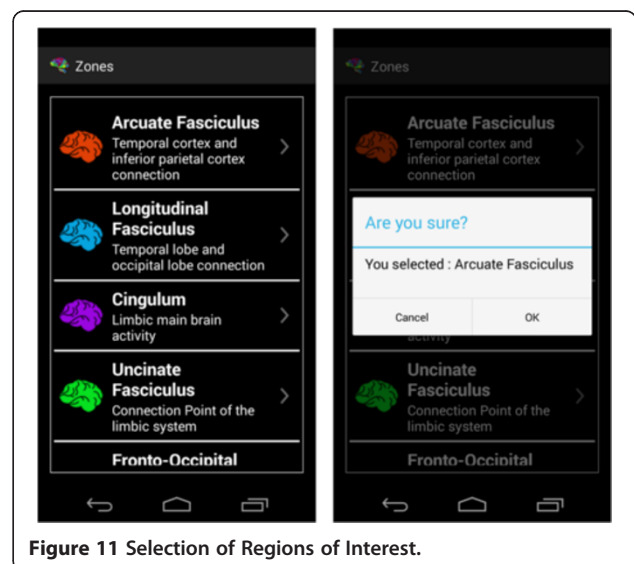 Zones
Arcuate Fasciculus
Temporal cortex and
inferior parietal cortex
connection
Longitudinal
Fasciculus
Temporal lobe and
occipital lobe connection
Cingulum
Limbic main brain
activity
Uncinate
Fasciculus
Connection Point of the
limbic system
Fronto-Occipital
Zones
Arcuate Fasciculus
Temporal cortex and
inferior parietal cortex
connection
Are you sure?
You selected : Arcuate Fasciculus
Cancel OK
activity
Uncinate
Fasciculus
Connection Point of the
limbic system
Fronto-Occipital
Figure 11 Selection of Regions of Interest.